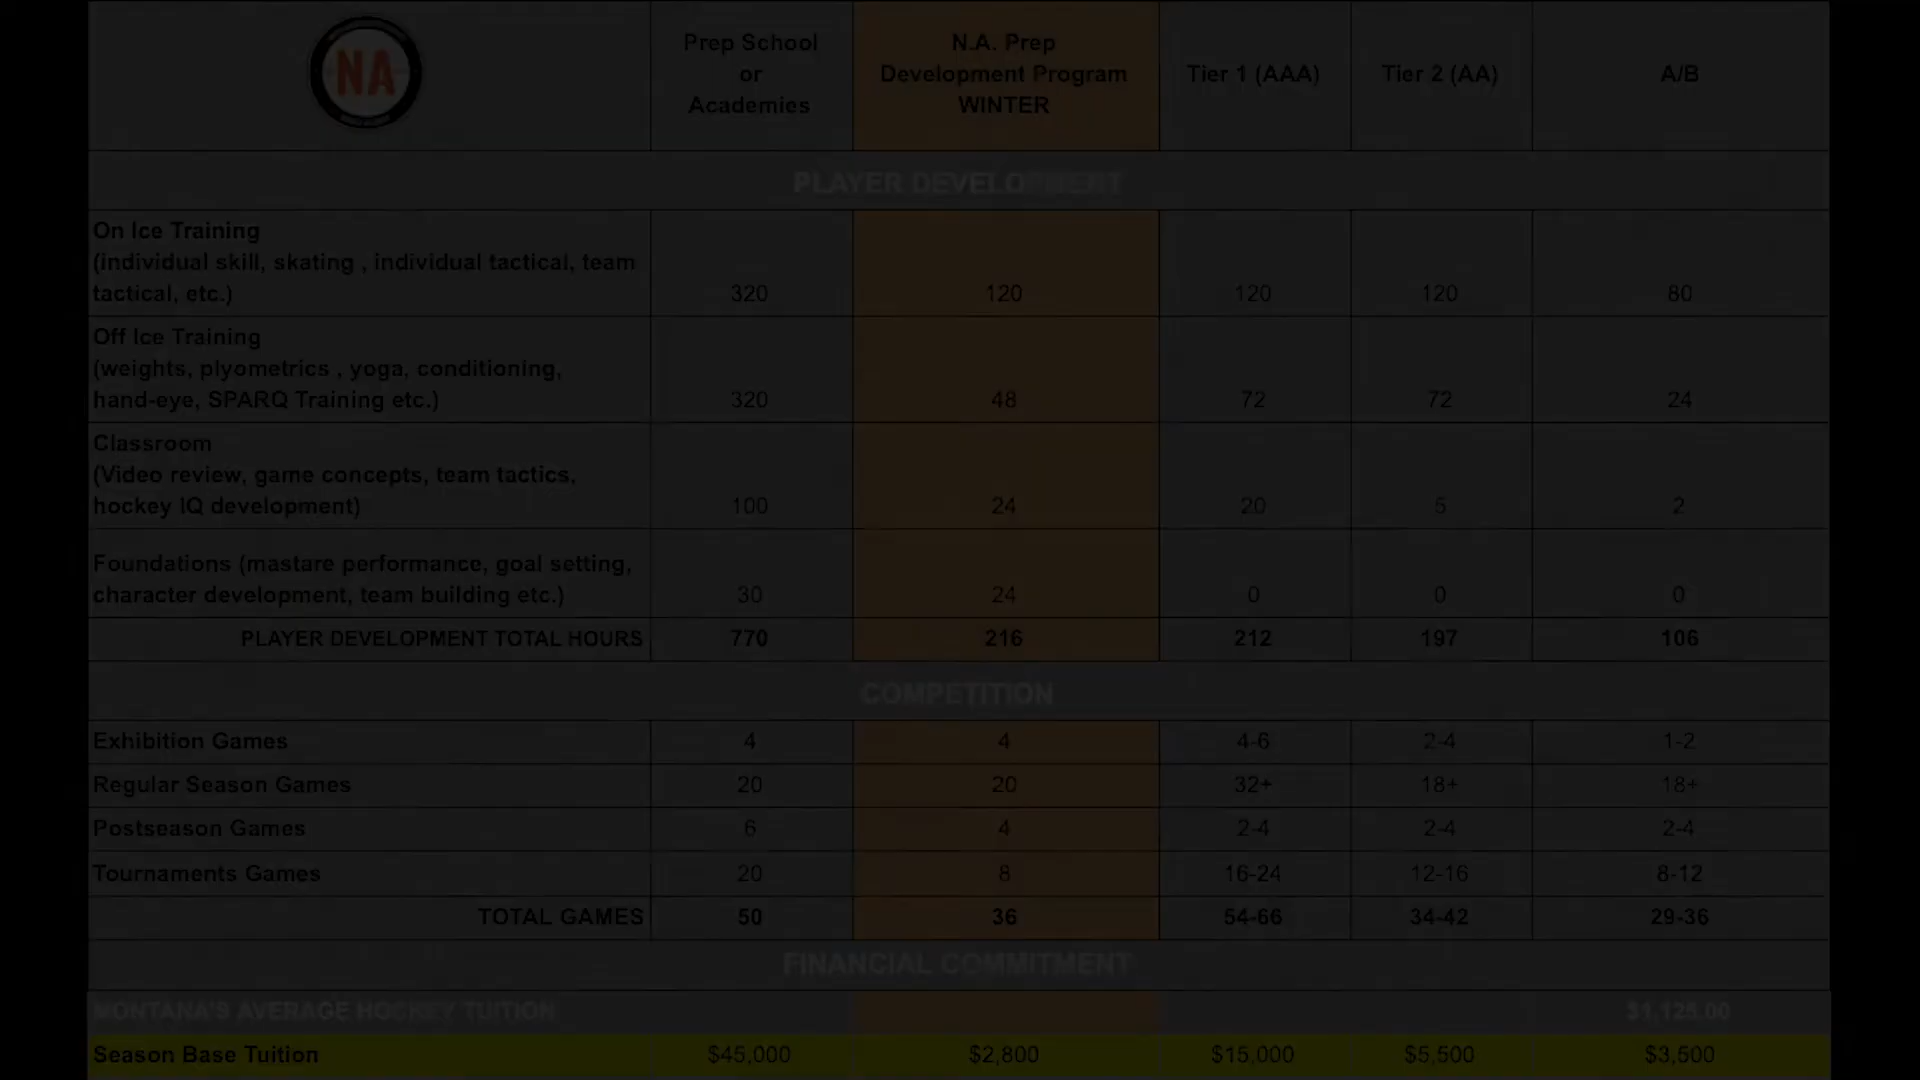 NA
Prep School
or
Academies
N.A. Prep
Development Program
WINTER
Tier 1 (AAA)
Tier 2 (AA)
A/B
PLAYER DEVELOPMENT
On Ice Training
(individual skill, skating , individual tactical, team
tactical, etc.)
320
120
120
120
80
Off Ice Training
(weights, plyometrics , yoga, conditioning,
hand-eye, SPARQ Training etc.)
320
48
72
72
24
Classroom
(Video review, game concepts, team tactics,
hockey IQ development)
100
24
20
5
2
Foundations (mastare performance, goal setting,
character development, team building etc.)
30
24
0
0
0
PLAYER DEVELOPMENT TOTAL HOURS
770
216
212
197
106
COMPETITION
Exhibition Games
4
4
4-6
2-4
1-2
Regular Season Games
20
20
32+
18+
18+
Postseason Games
6
4
2-4
2-4
2-4
Tournaments Games
20
8
16-24
12-16
8-12
TOTAL GAMES
50
36
54-66
34-42
29-36
FINANCIAL COMMITMENT
MONTANA'S AVERAGE HOCKEY TUITION
$1,125.00
Season Base Tuition
$45,000
$2,800
$15,000
$5,500
$3,500